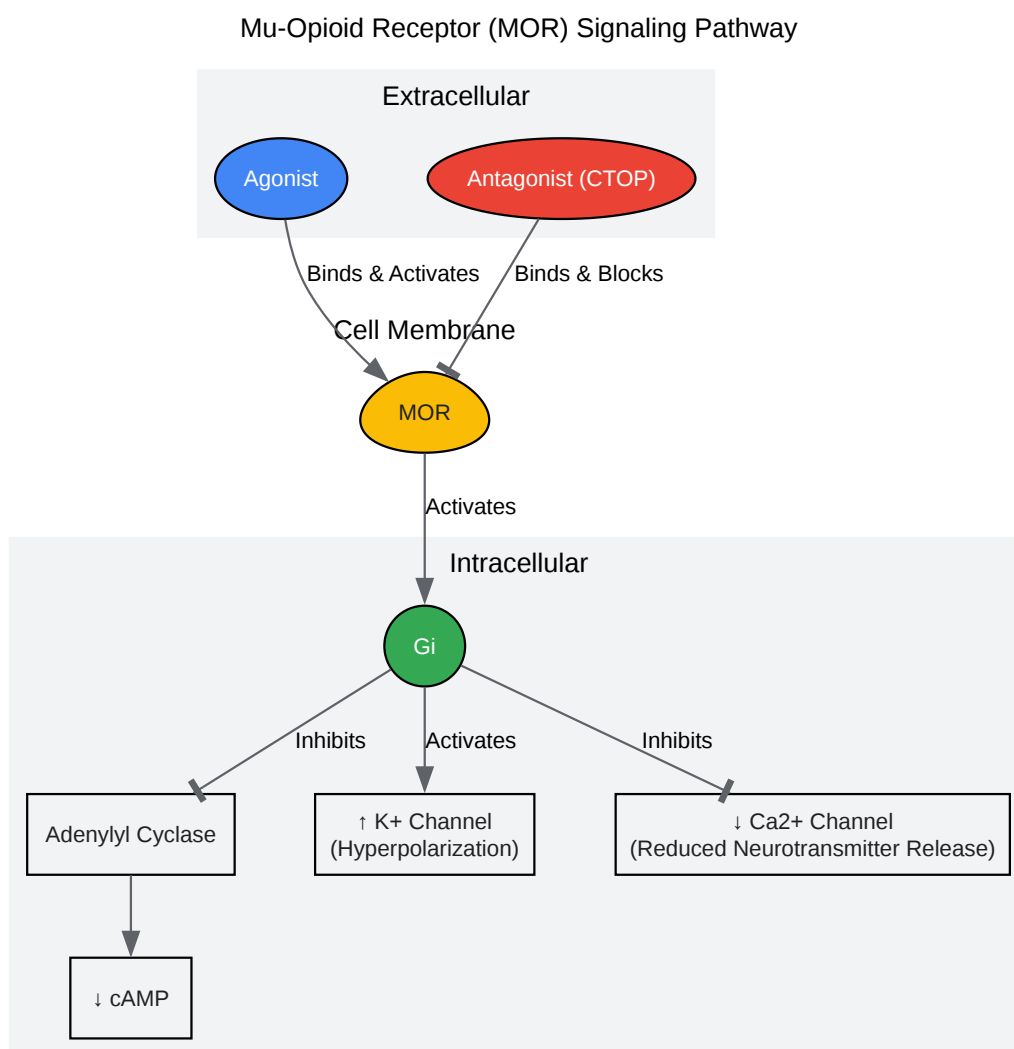 Mu-Opioid Receptor (MOR) Signaling Pathway
Extracellular
Agonist
Antagonist (CTOP)
Binds & Activates
Binds & Blocks
Cell Membrane
MOR
Activates
Intracellular
Gi
Inhibits
Activates
Inhibits
Adenylyl Cyclase
↑ K+ Channel
(Hyperpolarization)
↓ Ca2+ Channel
(Reduced Neurotransmitter Release)
↓ cAMP